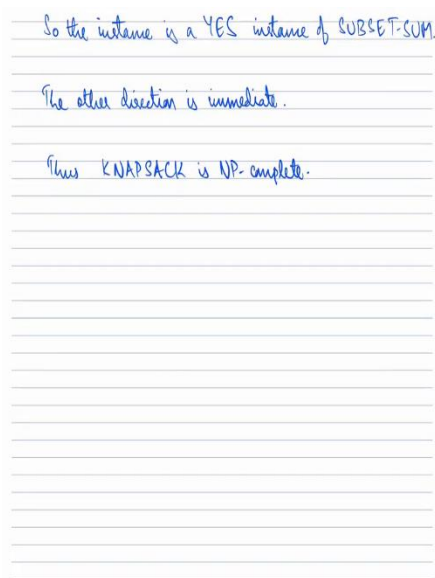 So the instance is a YES instance of SUBSET-SUM.
The other direction is immediate.
Thus KNAPSACK is NP-complete.